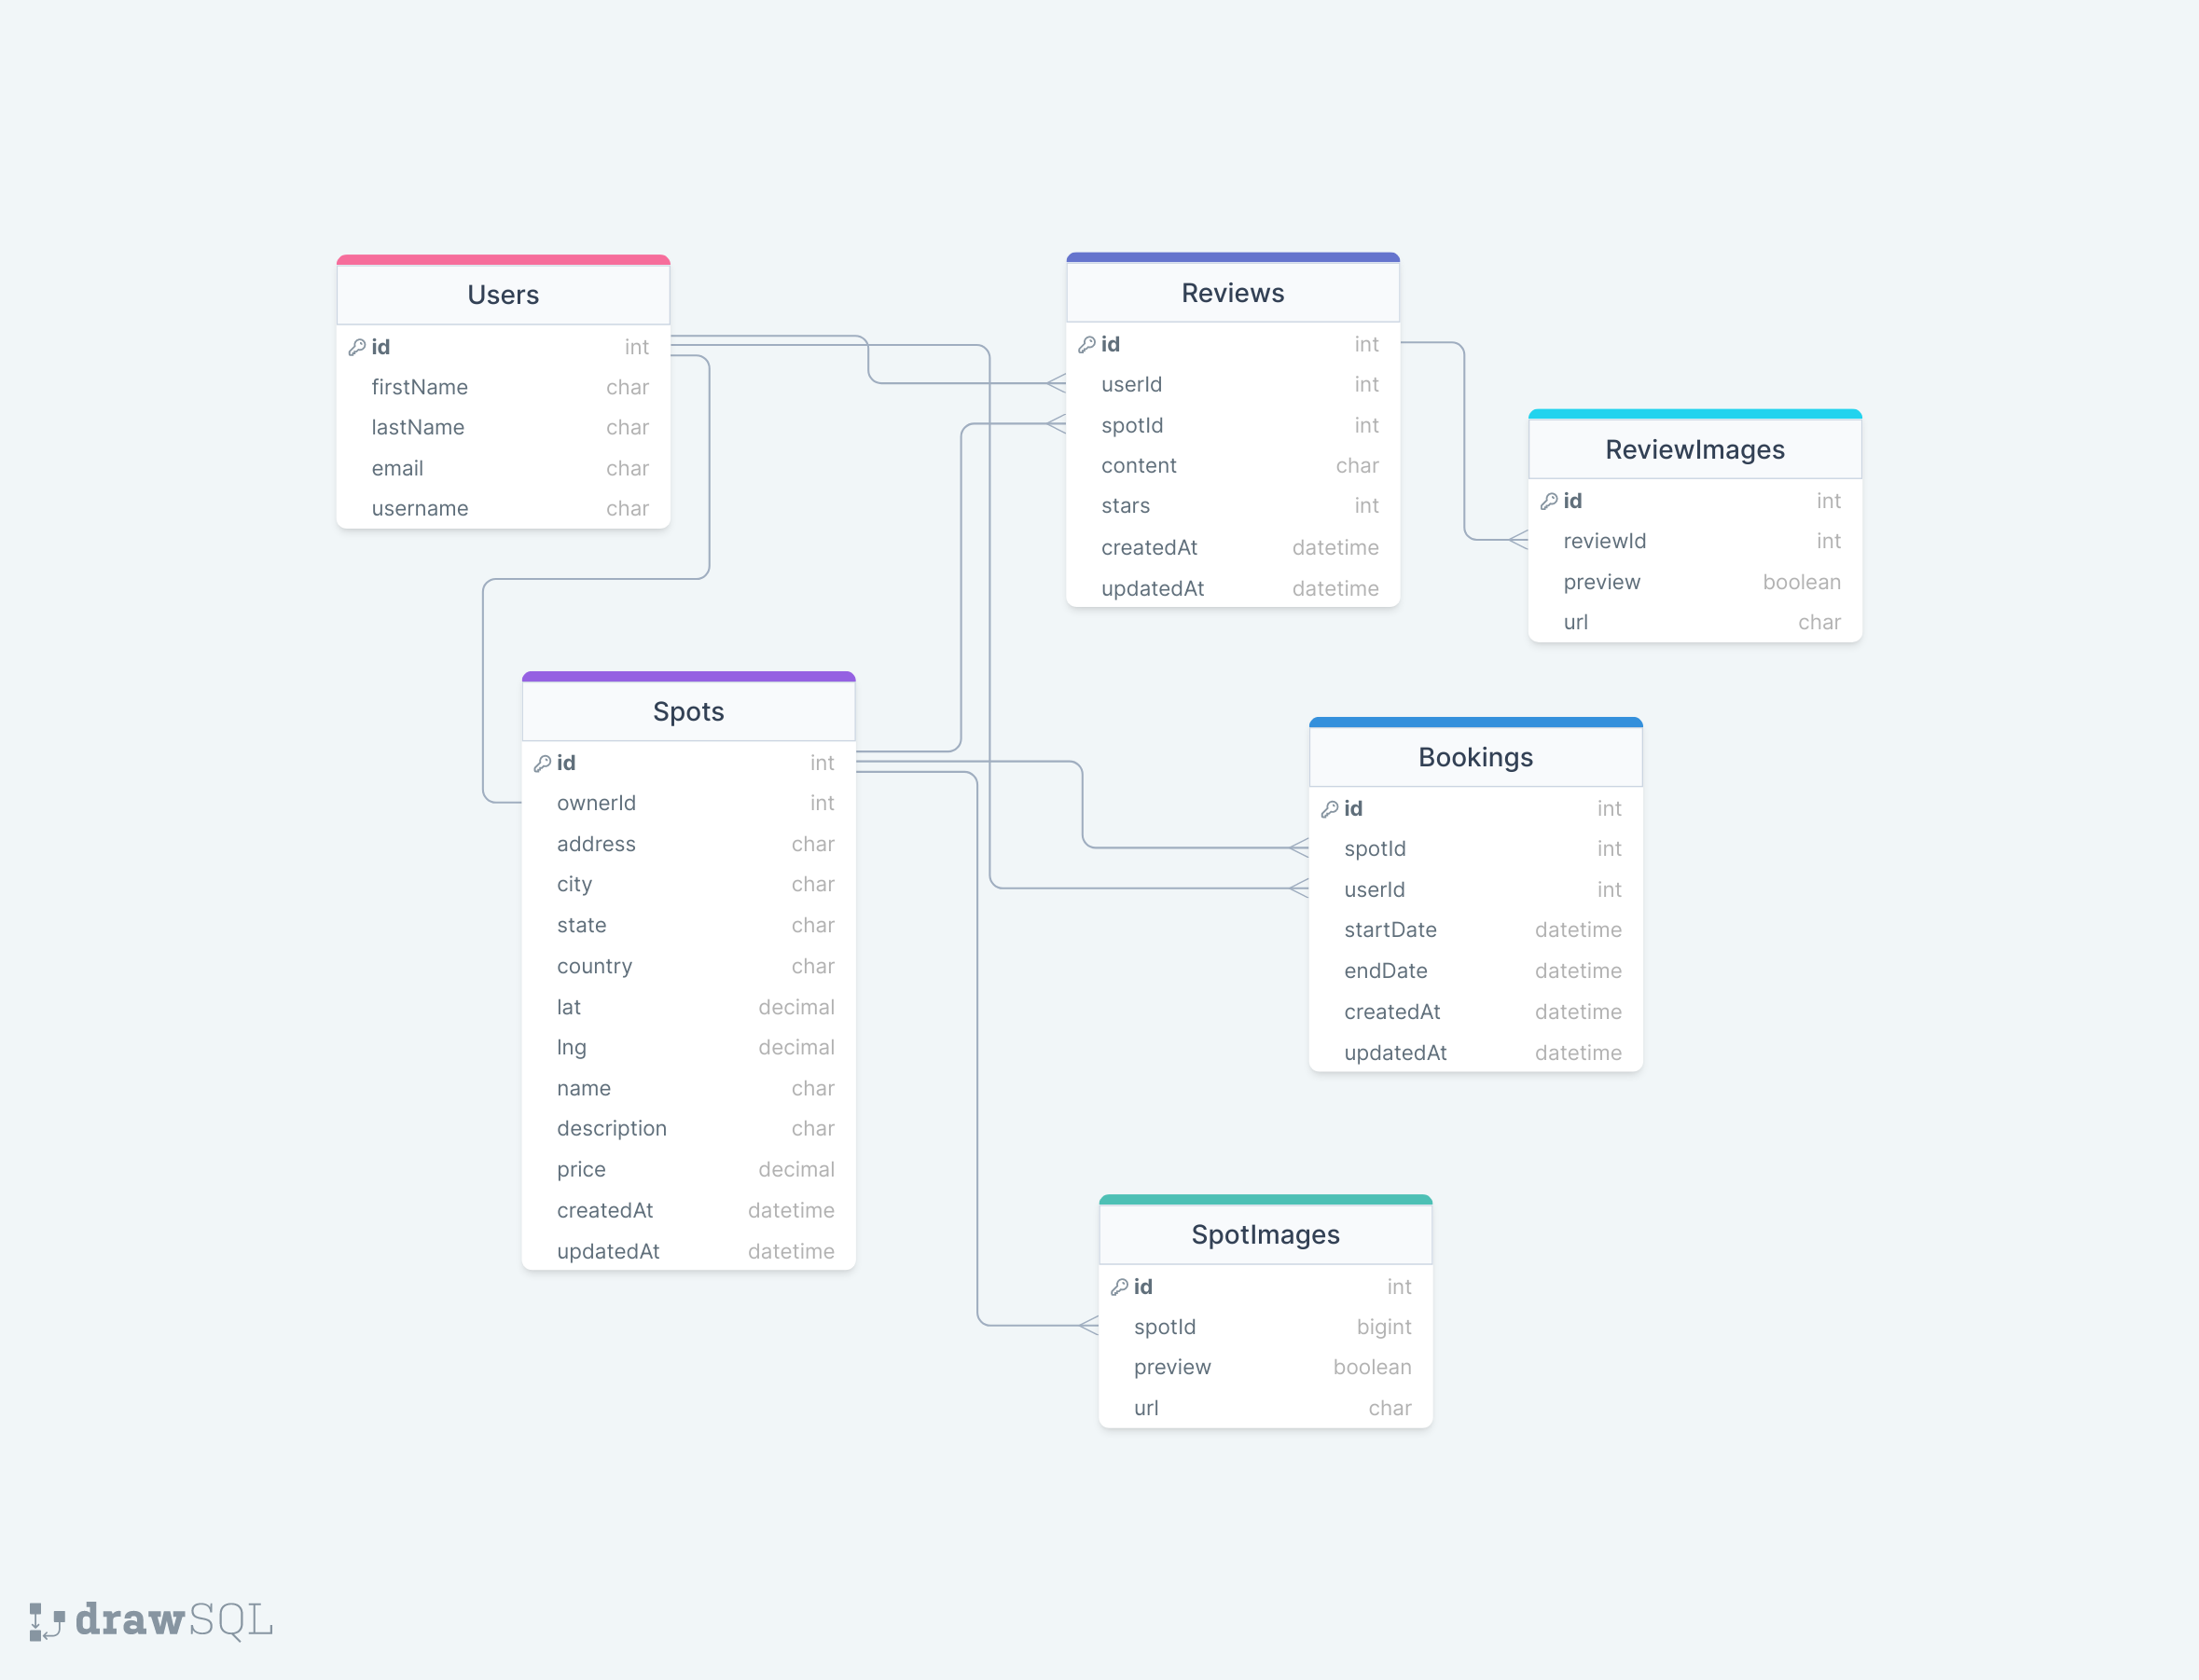 Users
id int
firstName char
lastName char
email char
username char
Reviews
id int
userId int
spotId int
content char
stars int
createdAt datetime
updatedAt datetime
ReviewImages
id int
reviewId int
preview boolean
url char
Spots
id int
ownerId int
address char
city char
state char
country char
lat decimal
lng decimal
name char
description char
price decimal
createdAt datetime
updatedAt datetime
Bookings
id int
spotId int
userId int
startDate datetime
endDate datetime
createdAt datetime
updatedAt datetime
SpotImages
id int
spotId bigint
preview boolean
url char
drawSQL